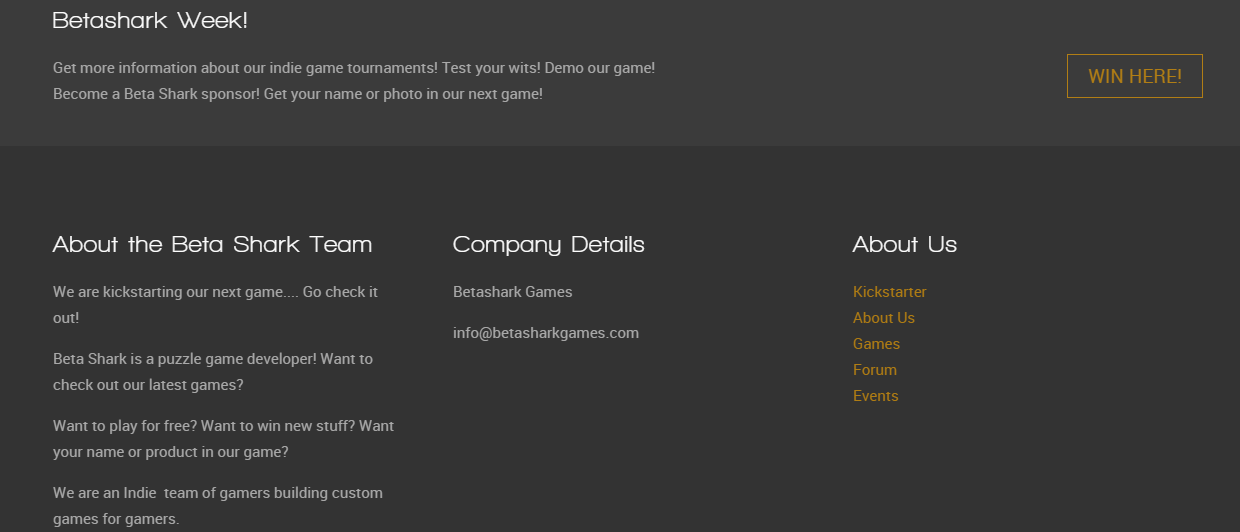 Betashark Week!
Get more information about our indie game tournaments! Test your wits! Demo our game!
Become a Beta Shark sponsor! Get your name or photo in our next game!
WIN HERE!
About the Beta Shark Team
We are kickstarting our next game.... Go check it
out!
Beta Shark is a puzzle game developer! Want to
check out our latest games?
Want to play for free? Want to win new stuff? Want
your name or product in our game?
We are an Indie  team of gamers building custom
games for gamers.
Company Details
Betashark Games
info@betasharkgames.com
About Us
Kickstarter
About Us
Games
Forum
Events